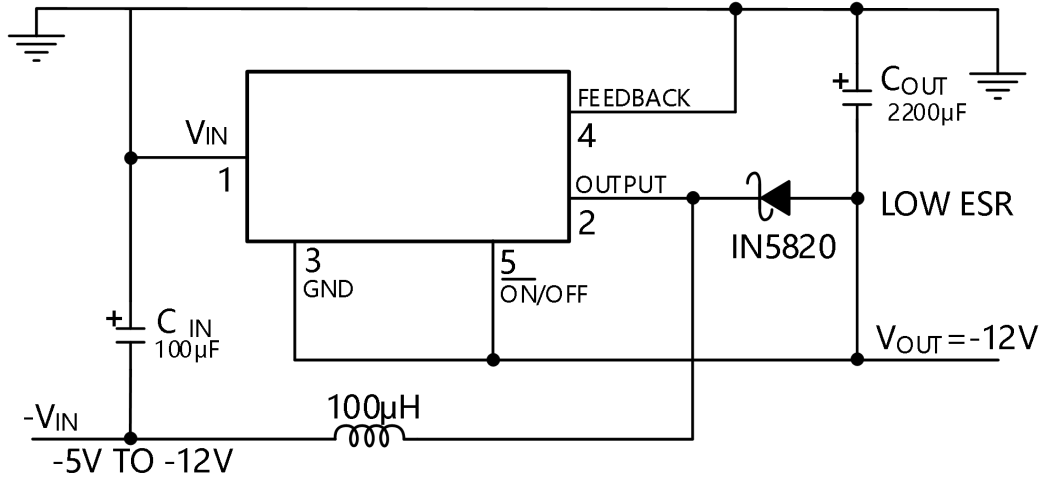 FEEDBACK
4
+
COUT
2200µF
VIN
1
OUTPUT
2
LOW ESR
IN5820
3
GND
5
ON/OFF
+
C IN
100µF
VOUT=-12V
100µH
-VIN
-5V TO -12V